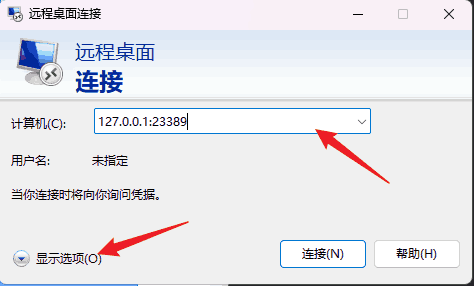 远程桌面连接
远程桌面
连接
计算机(C):
127.0.0.1:23389
用户名:
未指定
当你连接时将向你询问凭据。
显示选项(O)
连接(N)
帮助(H)